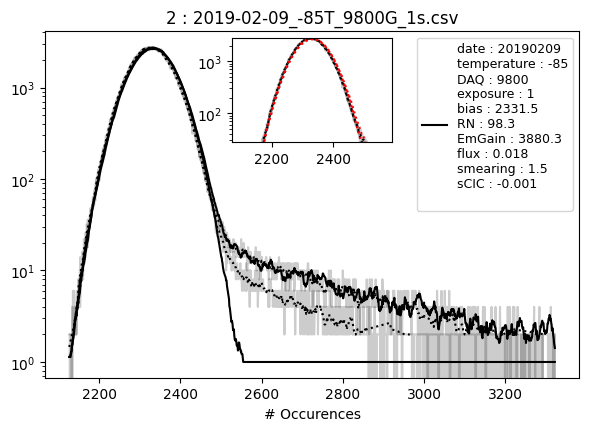 2 : 2019-02-09_-85T_9800G_1s.csv
date : 20190209
temperature : -85
DAQ : 9800
exposure : 1
bias : 2331.5
RN : 98.3
EmGain : 3880.3
flux : 0.018
smearing : 1.5
sCIC : -0.001
10³
10²
2200 2400
10³
10²
10¹
10⁰
2200 2400 2600 2800 3000 3200
# Occurences